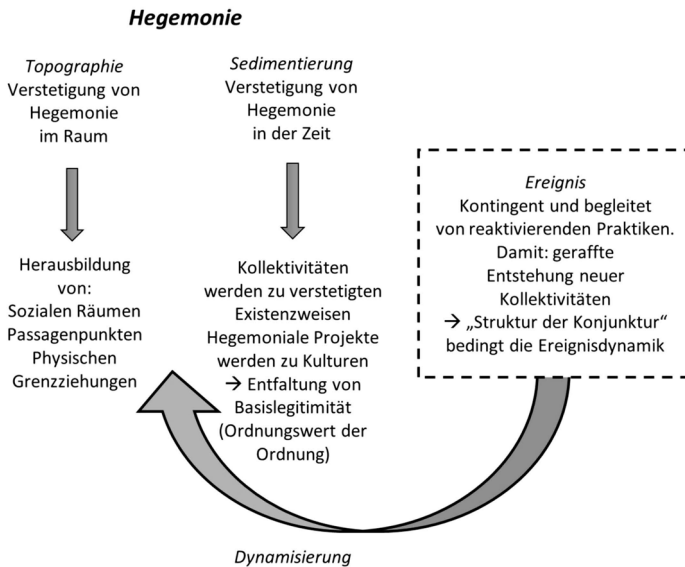 Hegemonie
Topographie
Verstetigung von
Hegemonie
im Raum
Herausbildung
von:
Sozialen Räumen
Passagenpunkten
Physischen
Grenzziehungen
Sedimentierung
Verstetigung von
Hegemonie
in der Zeit
Kollektivitäten
werden zu verstetigten
Existenzweisen
Hegemoniale Projekte
werden zu Kulturen
→ Entfaltung von
Basislegitimität
(Ordnungswert der
Ordnung)
Ereignis
Kontingent und begleitet
von reaktivierenden Praktiken.
Damit: geraffte
Entstehung neuer
Kollektivitäten
→ „Struktur der Konjunktur“
bedingt die Ereignisdynamik
Dynamisierung